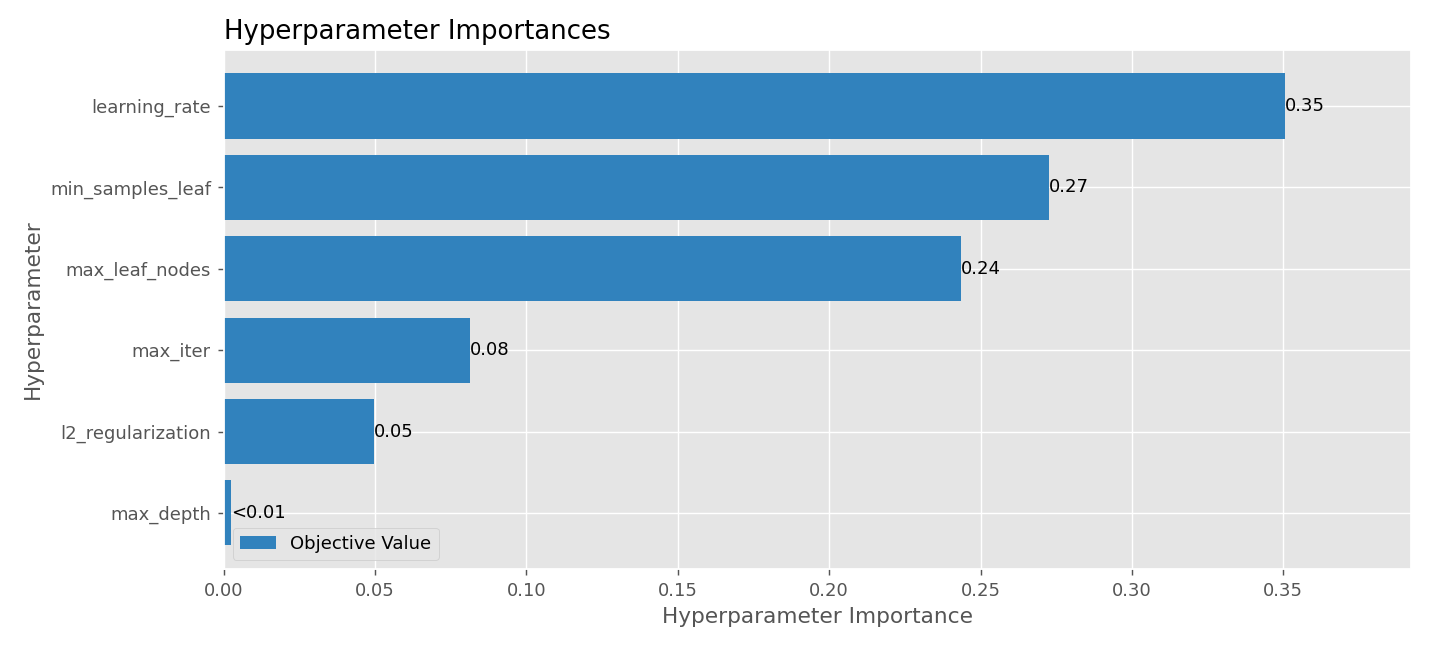 Hyperparameter Importances
Hyperparameter
learning_rate
0.35
min_samples_leaf
0.27
max_leaf_nodes
0.24
max_iter
0.08
l2_regularization
0.05
max_depth
<0.01
Objective Value
0.00 0.05 0.10 0.15 0.20 0.25 0.30 0.35
Hyperparameter Importance